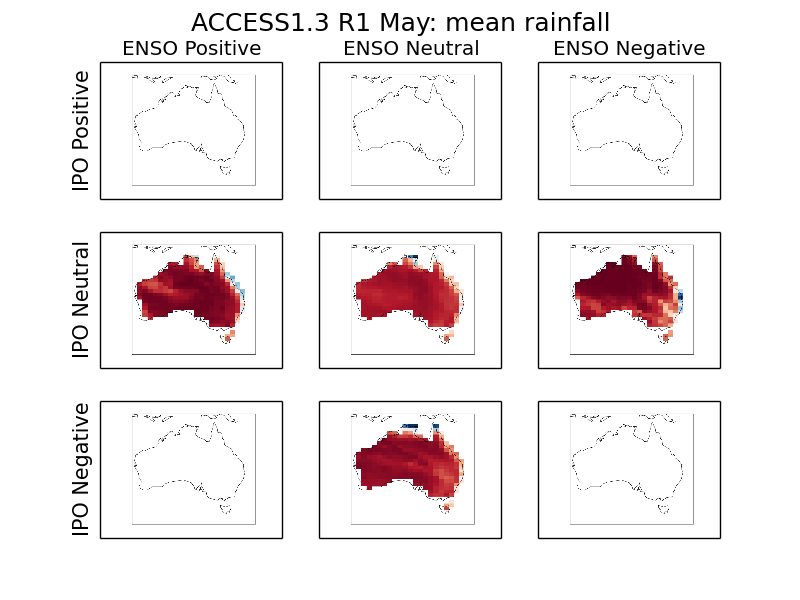 ACCESS1.3 R1 May: mean rainfall
ENSO Positive ENSO Neutral ENSO Negative
IPO Positive
IPO Neutral
IPO Negative